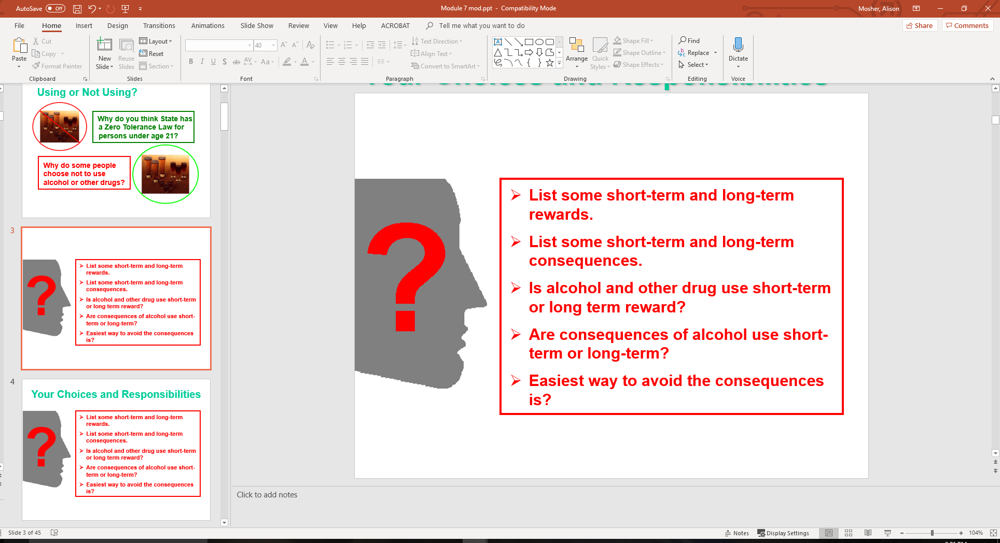 AutoSave Off
Module 7 mod.ppt - Compatibility Mode
Mosher, Alison
File Home Insert Design Transitions Animations Slide Show Review View Help ACROBAT Tell me what you want to do
Share Comments
Paste
Cut
Copy
Format Painter
Clipboard
New Slide
Reuse Slides
Layout
Reset
Section
Slides
40
B I U S ab AV Aa A
Font
Text Direction
Align Text
Convert to SmartArt
Paragraph
Arrange
Quick Styles
Shape Fill
Shape Outline
Shape Effects
Drawing
Find
Replace
Select
Editing
Dictate
Voice
Using or Not Using?
Why do you think State has
a Zero Tolerance Law for
persons under age 21?
Why do some people
choose not to use
alcohol or other drugs?
3
?
➢ List some short-term and long-term
rewards.
➢ List some short-term and long-term
consequences.
➢ Is alcohol and other drug use short-term
or long term reward?
➢ Are consequences of alcohol use short-
term or long-term?
➢ Easiest way to avoid the consequences
is?
4
Your Choices and Responsibilities
?
➢ List some short-term and long-term
rewards.
➢ List some short-term and long-term
consequences.
➢ Is alcohol and other drug use short-term
or long term reward?
➢ Are consequences of alcohol use short-
term or long-term?
➢ Easiest way to avoid the consequences
is?
Your Choices and Responsibilities
?
➢ List some short-term and long-term
rewards.
➢ List some short-term and long-term
consequences.
➢ Is alcohol and other drug use short-term
or long term reward?
➢ Are consequences of alcohol use short-
term or long-term?
➢ Easiest way to avoid the consequences
is?
Click to add notes
Slide 3 of 45
Notes Display Settings 104%